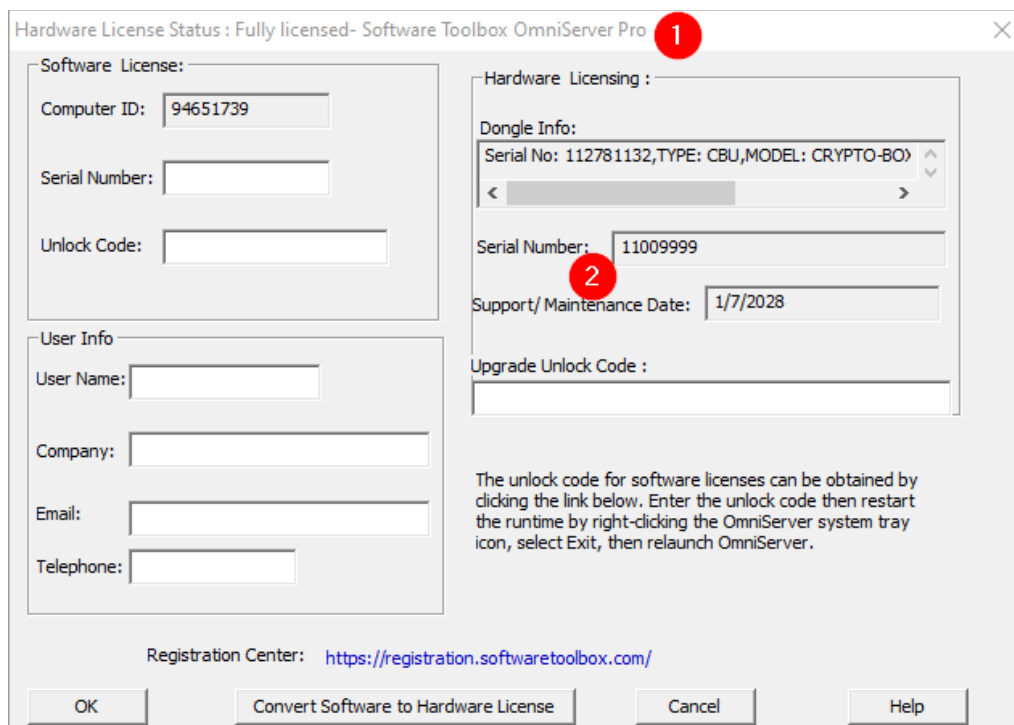 Hardware License Status : Fully licensed- Software Toolbox OmniServer Pro
1
Software License:
Computer ID: 94651739
Serial Number:
Unlock Code:
Hardware Licensing :
Dongle Info:
Serial No: 112781132,TYPE: CBU,MODEL: CRYPTO-BOX
Serial Number: 11009999
2
Support/ Maintenance Date: 1/7/2028
Upgrade Unlock Code :
User Info
User Name:
Company:
Email:
Telephone:
The unlock code for software licenses can be obtained by
clicking the link below. Enter the unlock code then restart
the runtime by right-clicking the OmniServer system tray
icon, select Exit, then relaunch OmniServer.
Registration Center: https://registration.softwaretoolbox.com/
OK
Convert Software to Hardware License
Cancel
Help